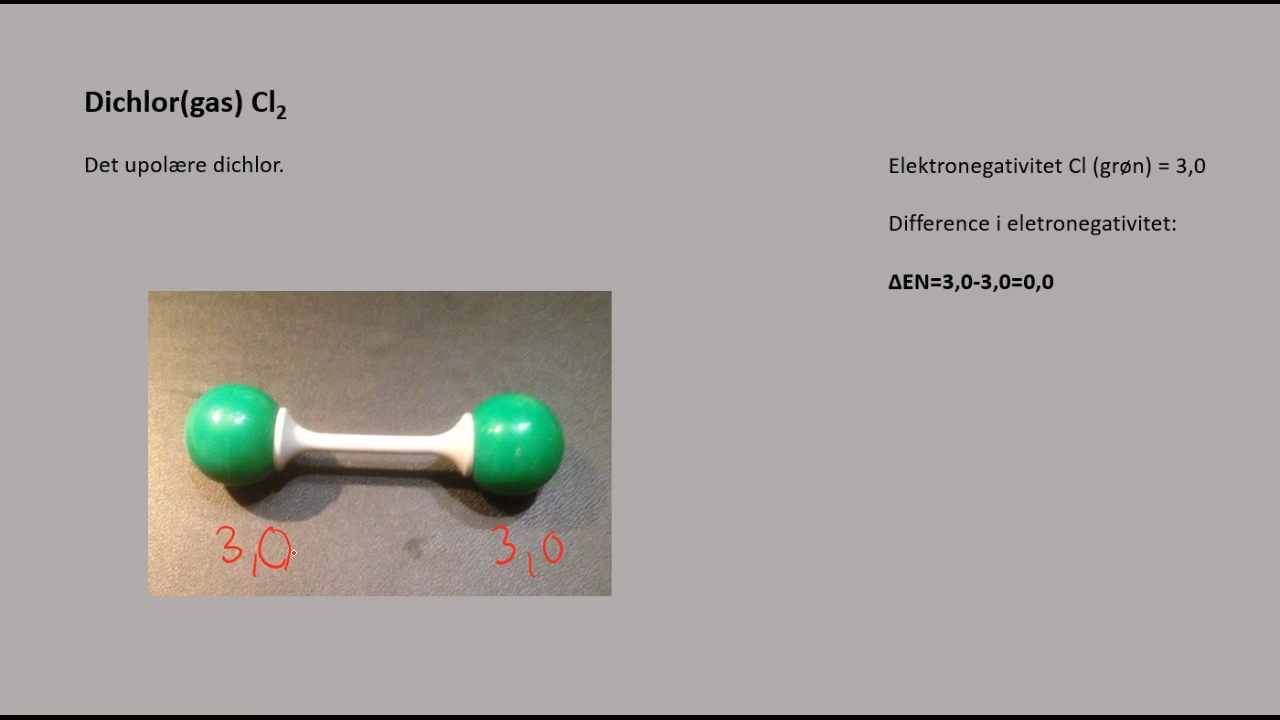 Dichlor(gas) Cl₂
Det upolære dichlor.
Elektronegativitet Cl (grøn) = 3,0
Difference i eletronegativitet:
ΔEN=3,0-3,0=0,0
3,0 3,0